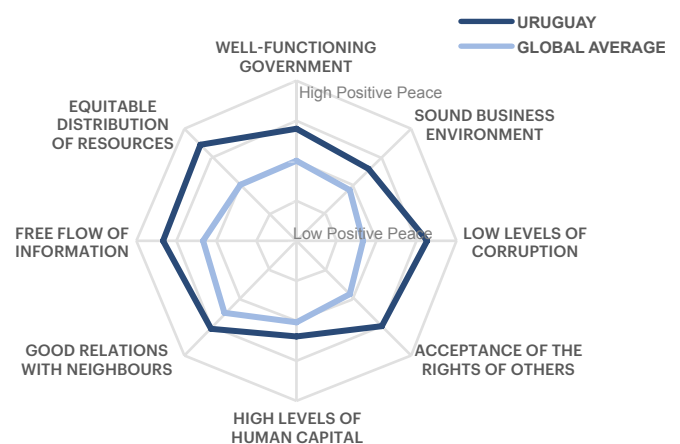 URUGUAY
GLOBAL AVERAGE
WELL-FUNCTIONING
GOVERNMENT
High Positive Peace
EQUITABLE
DISTRIBUTION
OF RESOURCES
SOUND BUSINESS
ENVIRONMENT
FREE FLOW OF
INFORMATION
Low Positive Peace
LOW LEVELS OF
CORRUPTION
GOOD RELATIONS
WITH NEIGHBOURS
ACCEPTANCE OF THE
RIGHTS OF OTHERS
HIGH LEVELS OF
HUMAN CAPITAL